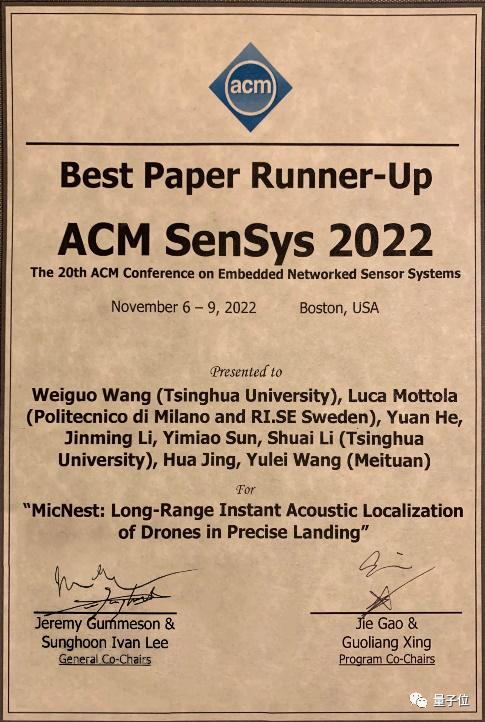 acm
Best Paper Runner-Up
ACM SenSys 2022
The 20th ACM Conference on Embedded Networked Sensor Systems
November 6 – 9, 2022 Boston, USA
Presented to
Weiguo Wang (Tsinghua University), Luca Mottola
(Politecnico di Milano and RI.SE Sweden), Yuan He,
Jinming Li, Yimiao Sun, Shuai Li (Tsinghua
University), Hua Jing, Yulei Wang (Meituan)
For
“MicNest: Long-Range Instant Acoustic Localization
of Drones in Precise Landing”
Jeremy Gummeson &
Sunghoon Ivan Lee
General Co-Chairs
Jie Gao &
Guoliang Xing
Program Co-Chairs
量子位